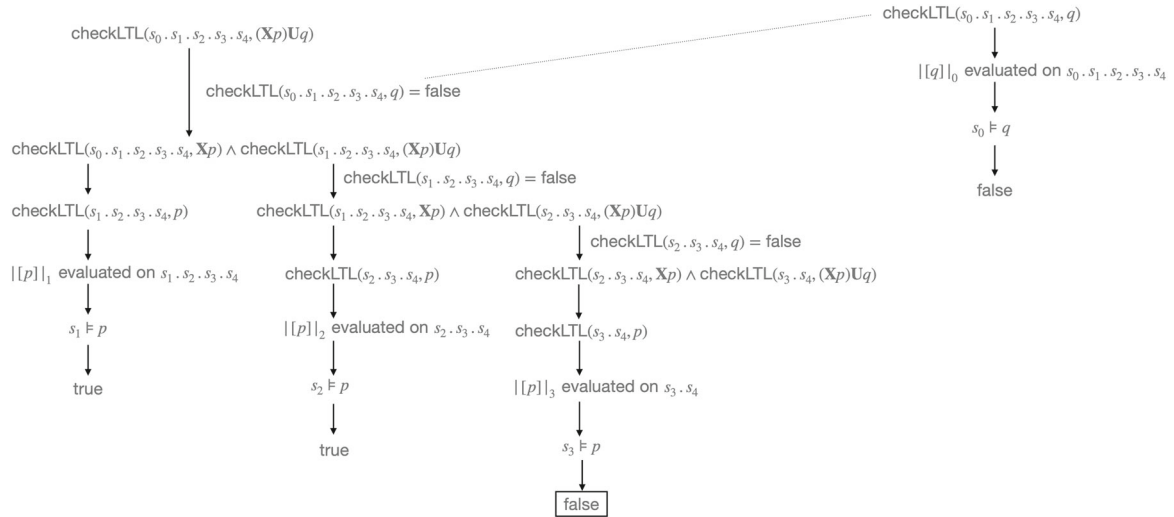 checkLTL(s₀ . s₁ . s₂ . s₃ . s₄, q)
checkLTL(s₀ . s₁ . s₂ . s₃ . s₄, (Xp)Uq)
|[q]|₀ evaluated on s₀ . s₁ . s₂ . s₃ . s₄
checkLTL(s₀ . s₁ . s₂ . s₃ . s₄, q) = false
s₀ ⊧ q
checkLTL(s₀ . s₁ . s₂ . s₃ . s₄, Xp) ∧ checkLTL(s₁ . s₂ . s₃ . s₄, (Xp)Uq)
checkLTL(s₁ . s₂ . s₃ . s₄, q) = false
false
checkLTL(s₁ . s₂ . s₃ . s₄, p)
checkLTL(s₁ . s₂ . s₃ . s₄, Xp) ∧ checkLTL(s₂ . s₃ . s₄, (Xp)Uq)
checkLTL(s₂ . s₃ . s₄, q) = false
|[p]|₁ evaluated on s₁ . s₂ . s₃ . s₄
checkLTL(s₂ . s₃ . s₄, p)
checkLTL(s₂ . s₃ . s₄, Xp) ∧ checkLTL(s₃ . s₄, (Xp)Uq)
s₁ ⊧ p
|[p]|₂ evaluated on s₂ . s₃ . s₄
checkLTL(s₃ . s₄, p)
true
s₂ ⊧ p
|[p]|₃ evaluated on s₃ . s₄
true
s₃ ⊧ p
false